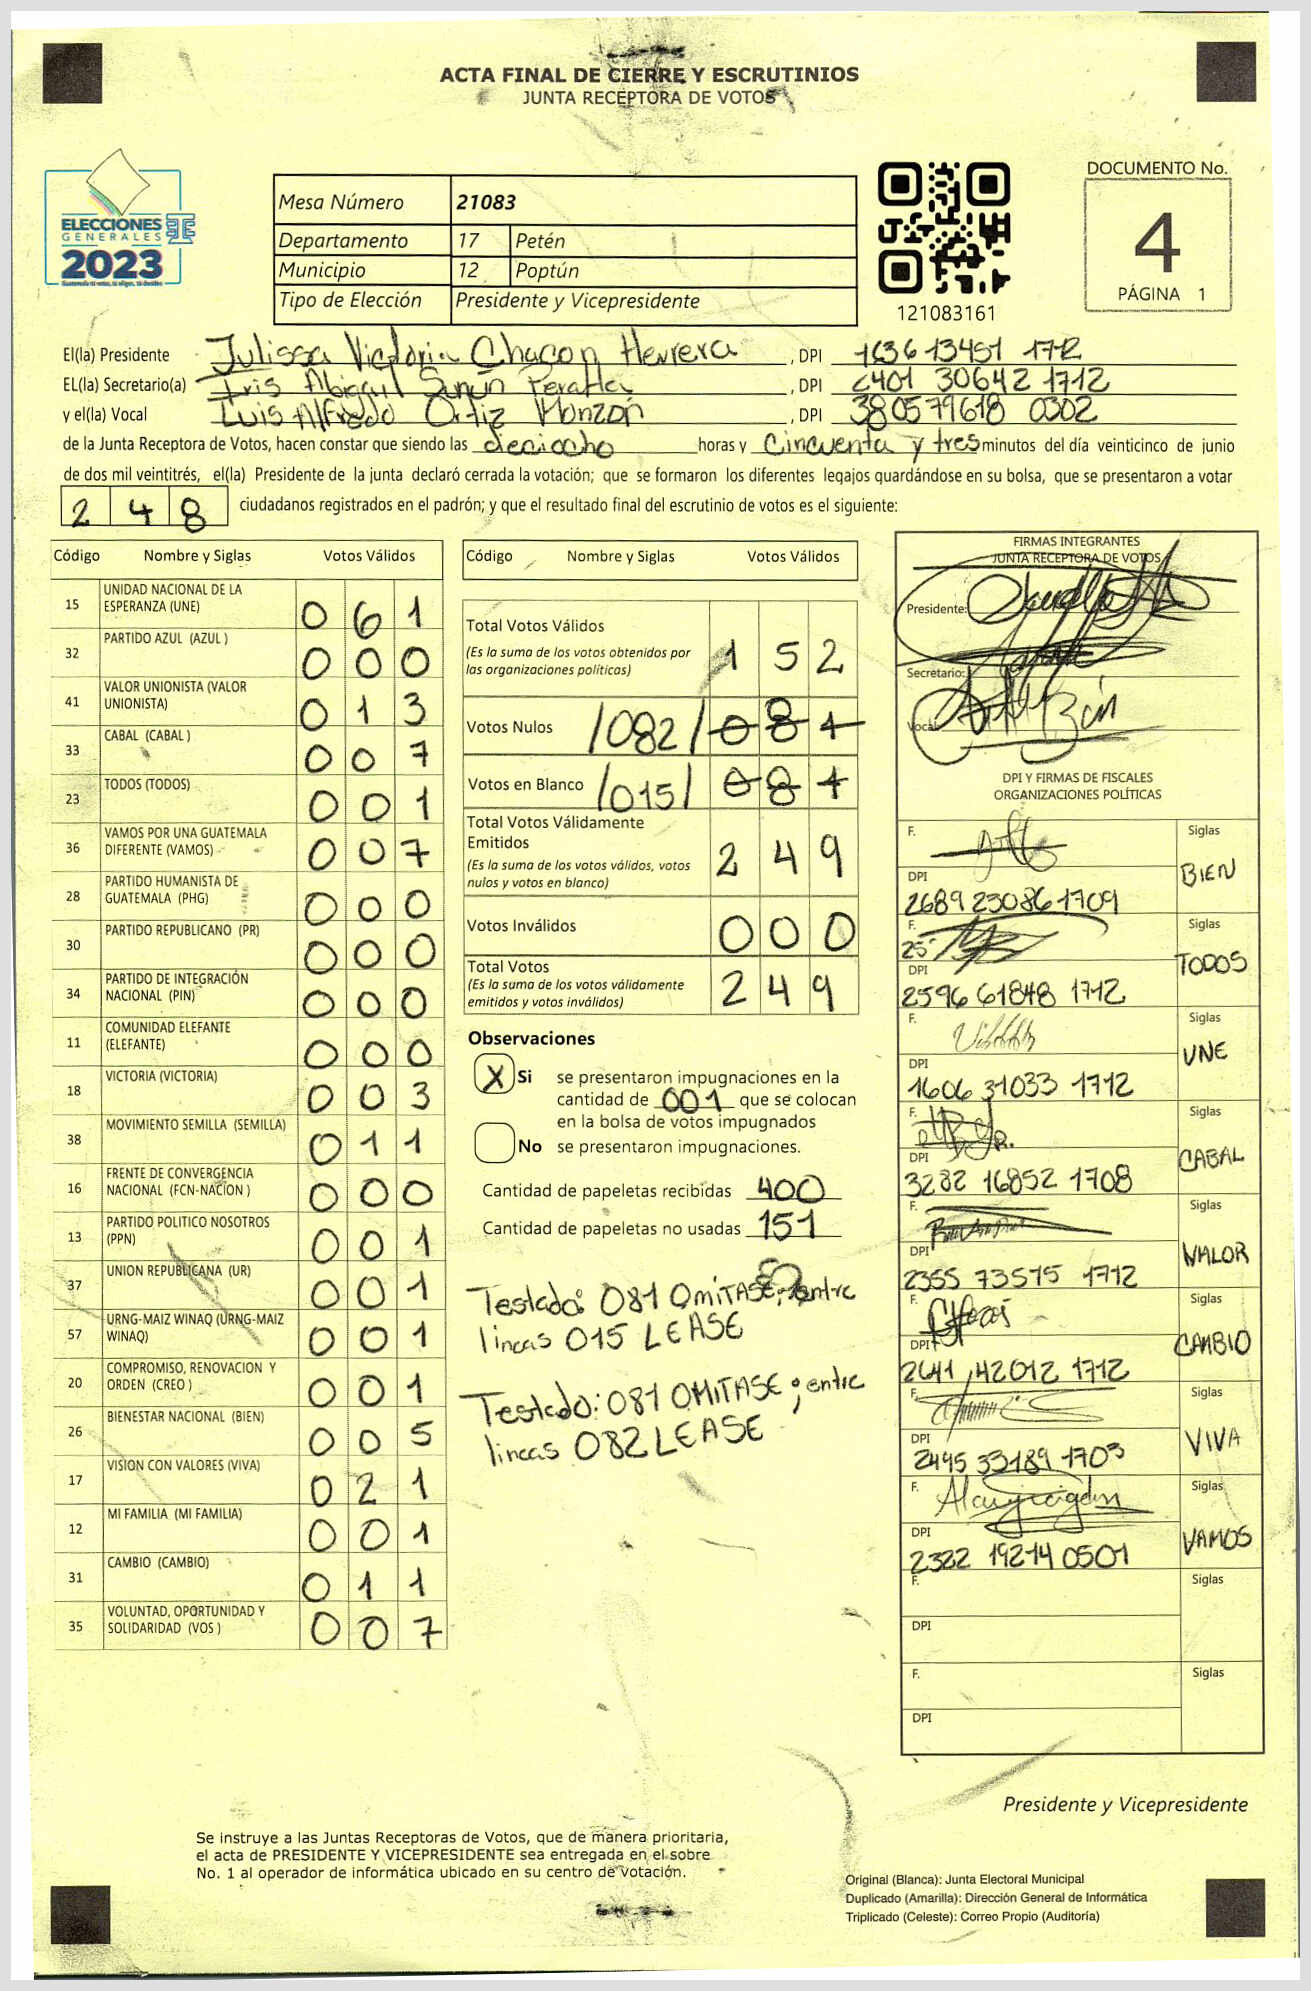 ACTA FINAL DE CIERRE Y ESCRUTINIOS
JUNTA RECEPTORA DE VOTOS
ELECCIONES
GENERALES
2023
Mesa Número 21083
Departamento 17 Petén
Municipio 12 Poptún
Tipo de Elección Presidente y Vicepresidente
121083161
DOCUMENTO No.
4
PÁGINA 1
El(la) Presidente Julissa Victoria Chacon Herrera , DPI 1636 13451 1712
EL(la) Secretario(a) Iris Abigail , DPI 2401 30642 1712
y el(la) Vocal Luis Alfredo Ortiz Monzón , DPI 380579618 0302
de la Junta Receptora de Votos, hacen constar que siendo las dieciocho horas y cincuenta y tres minutos del día veinticinco de junio
de dos mil veintitrés, el(la) Presidente de la junta declaró cerrada la votación; que se formaron los diferentes legajos guardándose en su bolsa, que se presentaron a votar
2 4 8 ciudadanos registrados en el padrón; y que el resultado final del escrutinio de votos es el siguiente:
Código Nombre y Siglas Votos Válidos
15 UNIDAD NACIONAL DE LA
ESPERANZA (UNE) 0 6 1
32 PARTIDO AZUL (AZUL ) 0 0 0
41 VALOR UNIONISTA (VALOR
UNIONISTA) 0 1 3
33 CABAL (CABAL ) 0 0 7
23 TODOS (TODOS) 0 0 1
36 VAMOS POR UNA GUATEMALA
DIFERENTE (VAMOS) 0 0 7
28 PARTIDO HUMANISTA DE
GUATEMALA (PHG) 0 0 0
30 PARTIDO REPUBLICANO (PR) 0 0 0
34 PARTIDO DE INTEGRACIÓN
NACIONAL (PIN) 0 0 0
11 COMUNIDAD ELEFANTE
(ELEFANTE) 0 0 0
18 VICTORIA (VICTORIA) 0 0 3
38 MOVIMIENTO SEMILLA (SEMILLA) 0 1 1
16 FRENTE DE CONVERGENCIA
NACIONAL (FCN-NACION ) 0 0 0
13 PARTIDO POLITICO NOSOTROS
(PPN) 0 0 1
37 UNION REPUBLICANA (UR) 0 0 1
57 URNG-MAIZ WINAQ (URNG-MAIZ
WINAQ) 0 0 1
20 COMPROMISO, RENOVACION Y
ORDEN (CREO ) 0 0 1
26 BIENESTAR NACIONAL (BIEN) 0 0 5
17 VISION CON VALORES (VIVA) 0 2 1
12 MI FAMILIA (MI FAMILIA) 0 0 1
31 CAMBIO (CAMBIO) 0 1 1
35 VOLUNTAD, OPORTUNIDAD Y
SOLIDARIDAD (VOS ) 0 0 7
Código Nombre y Siglas Votos Válidos
Total Votos Válidos
(Es la suma de los votos obtenidos por
las organizaciones políticas) 1 5 2
Votos Nulos /082/ 0 8 1
Votos en Blanco /015/ 0 8 1
Total Votos Válidamente
Emitidos
(Es la suma de los votos válidos, votos
nulos y votos en blanco) 2 4 9
Votos Inválidos 0 0 0
Total Votos
(Es la suma de los votos válidamente
emitidos y votos inválidos) 2 4 9
Observaciones
X Si se presentaron impugnaciones en la
cantidad de 001 que se colocan
en la bolsa de votos impugnados
No se presentaron impugnaciones.
Cantidad de papeletas recibidas 400
Cantidad de papeletas no usadas 151
Testado: 081 OMITASE; entre
lineas 015 LEASE
Testado: 081 OMITASE; entre
lineas 082 LEASE
FIRMAS INTEGRANTES
JUNTA RECEPTORA DE VOTOS
Presidente:
Secretario:
Vocal
DPI Y FIRMAS DE FISCALES
ORGANIZACIONES POLÍTICAS
F. Siglas
DPI BIEN
2689 23086 1709
F. Siglas
DPI TODOS
2596 61848 1712
F. Siglas
DPI UNE
1606 31033 1712
F. Siglas
DPI CABAL
3282 16852 1708
F. Siglas
DPI VALOR
2355 73575 1712
F. Siglas
DPI CAMBIO
2641 42012 1712
F. Siglas
DPI VIVA
2495 33189 1703
F. Siglas
DPI VAMOS
2322 19214 0501
F. Siglas
DPI
F. Siglas
DPI
Presidente y Vicepresidente
Se instruye a las Juntas Receptoras de Votos, que de manera prioritaria,
el acta de PRESIDENTE Y VICEPRESIDENTE sea entregada en el sobre
No. 1 al operador de informática ubicado en su centro de votación.
Original (Blanca): Junta Electoral Municipal
Duplicado (Amarilla): Dirección General de Informática
Triplicado (Celeste): Correo Propio (Auditoría)